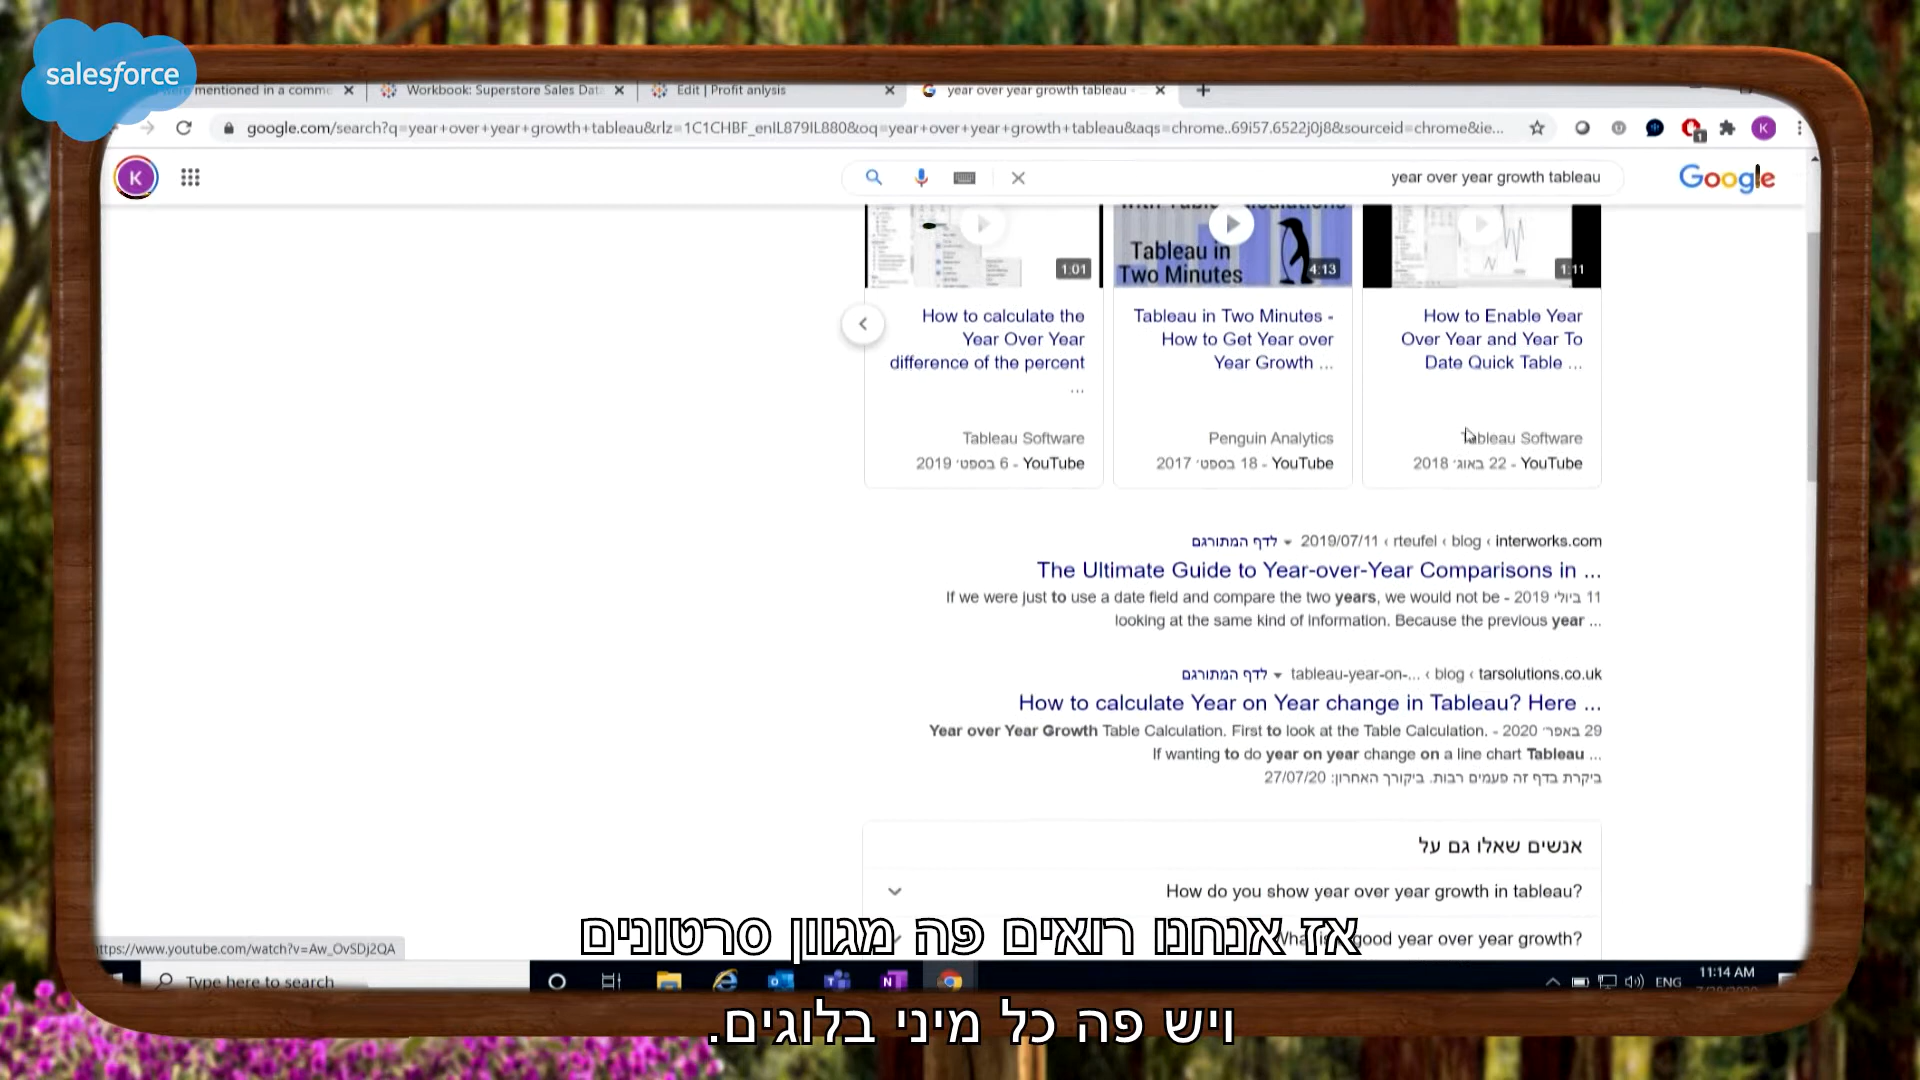 salesforce
mentioned in a comme
Workbook: Superstore Sales Dat
Edit | Profit anlysis
year over year growth tableau -
google.com/search?q=year+over+year+growth+tableau&rlz=1C1CHBF_enIL879IL880&oq=year+over+year+growth+tableau&aqs=chrome..69i57.6522j0j8&sourceid=chrome&ie...
K
1
K
year over year growth tableau
Google
Tableau in
Two Minutes
1:01
4:13
1:11
How to calculate the
Year Over Year
difference of the percent
...
Tableau Software
6 בספט׳ 2019 - YouTube
Tableau in Two Minutes -
How to Get Year over
Year Growth ...
Penguin Analytics
18 בספט׳ 2017 - YouTube
How to Enable Year
Over Year and Year To
Date Quick Table ...
Tableau Software
22 באוג׳ 2018 - YouTube
interworks.com › blog › rteufel › 2019/07/11 לדף המתורגם
The Ultimate Guide to Year-over-Year Comparisons in ...
11 ביולי 2019 - If we were just to use a date field and compare the two years, we would not be
looking at the same kind of information. Because the previous year ...
tarsolutions.co.uk › blog › tableau-year-on-... לדף המתורגם
How to calculate Year on Year change in Tableau? Here ...
29 באפר׳ 2020 - Year over Year Growth Table Calculation. First to look at the Table Calculation.
If wanting to do year on year change on a line chart Tableau ...
ביקרת בדף זה פעמים רבות. ביקורך האחרון: 27/07/20
אנשים שאלו גם על
How do you show year over year growth in tableau?
good year over year growth?
אז אנחנו רואים פה מגוון סרטונים
ttps://www.youtube.com/watch?v=Aw_OvSDj2QA
Type here to search
ENG
11:14 AM
ויש פה כל מיני בלוגים.